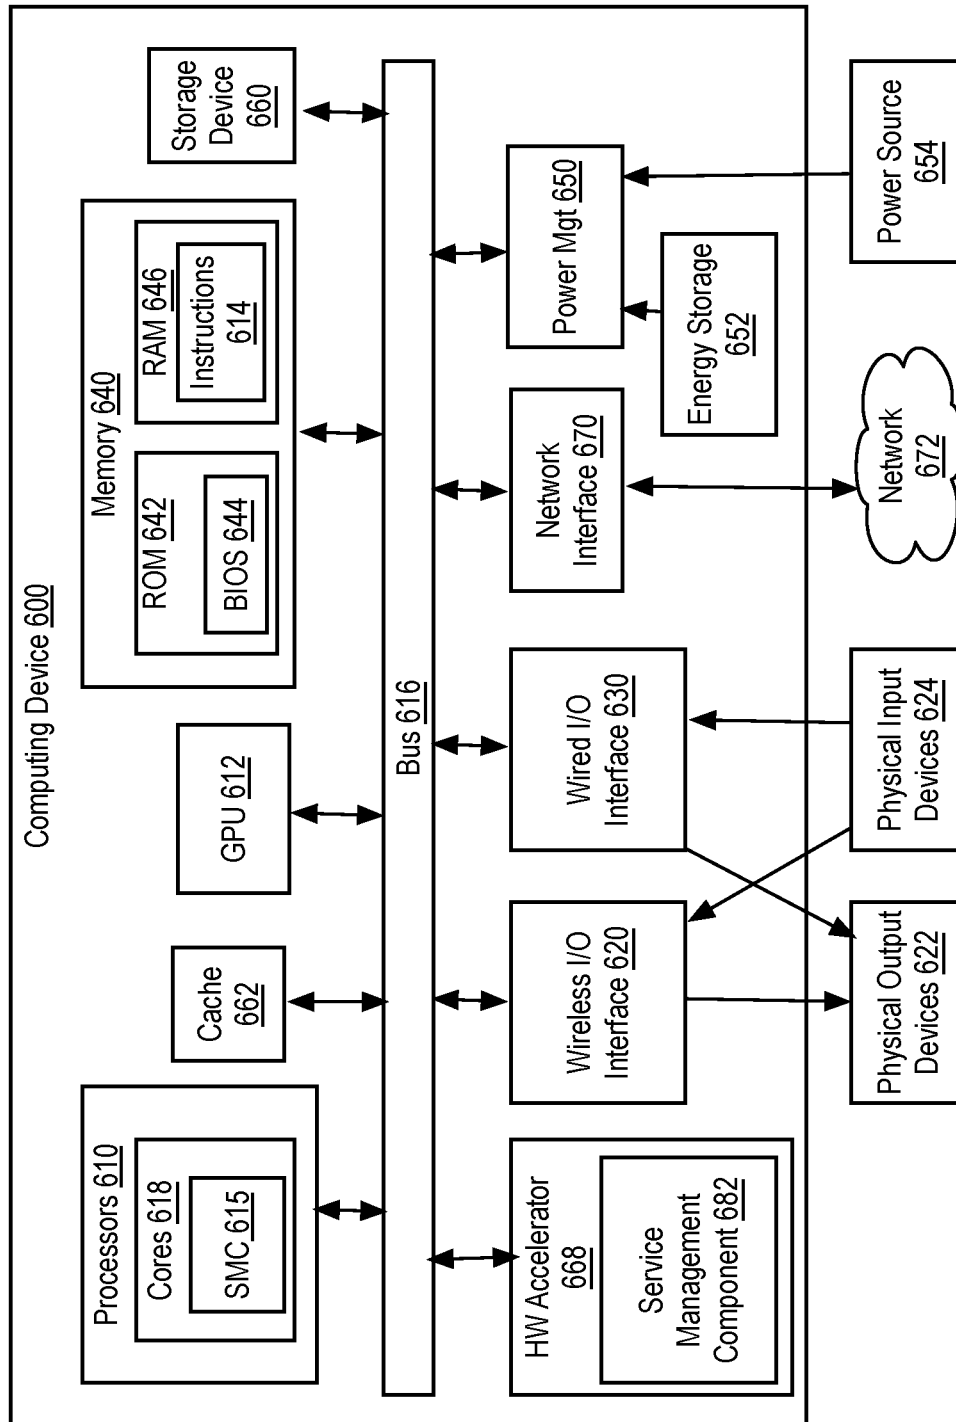 Computing Device 600
Processors 610
Cores 618
SMC 615
Cache
662
GPU 612
Memory 640
ROM 642
BIOS 644
RAM 646
Instructions
614
Storage
Device
660
Bus 616
HW Accelerator
668
Service
Management
Component 682
Wireless I/O
Interface 620
Wired I/O
Interface 630
Network
Interface 670
Power Mgt 650
Energy Storage
652
Physical Output
Devices 622
Physical Input
Devices 624
Network
672
Power Source
654